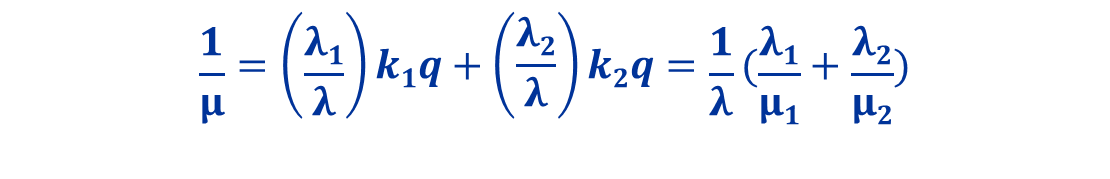 1/μ = (λ₁/λ) k₁q + (λ₂/λ) k₂q = 1/λ (λ₁/μ₁ + λ₂/μ₂)